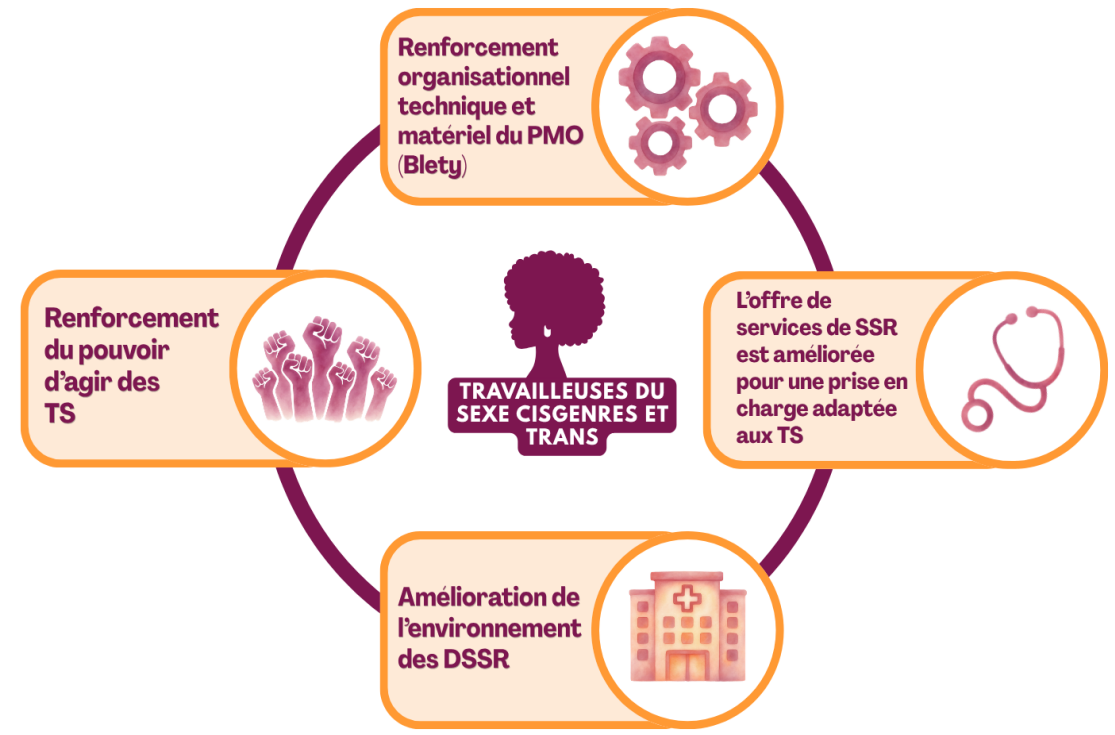 Renforcement
organisationnel
technique et
matériel du PMO
(Blety)
Renforcement
du pouvoir
d'agir des
TS
TRAVAILLEUSES DU
SEXE CISGENRES ET
TRANS
L'offre de
services de SSR
est améliorée
pour une prise en
charge adaptée
aux TS
Amélioration de
l'environnement
des DSSR